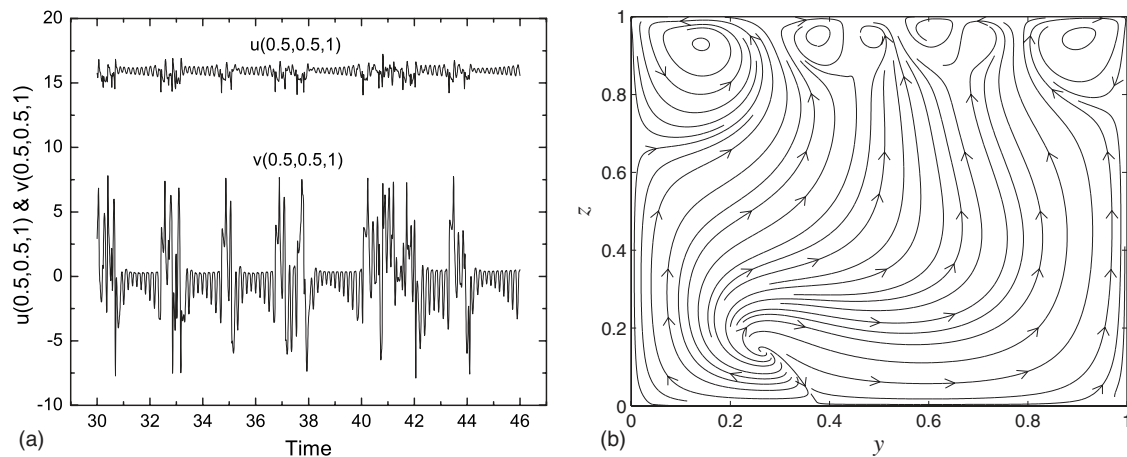 20
15
10
5
0
-5
-10
u(0.5,0.5,1) & v(0.5,0.5,1)
u(0.5,0.5,1)
v(0.5,0.5,1)
30 32 34 36 38 40 42 44 46
Time
(a)
1
0.8
0.6
0.4
0.2
0
z
0 0.2 0.4 0.6 0.8 1
y
(b)